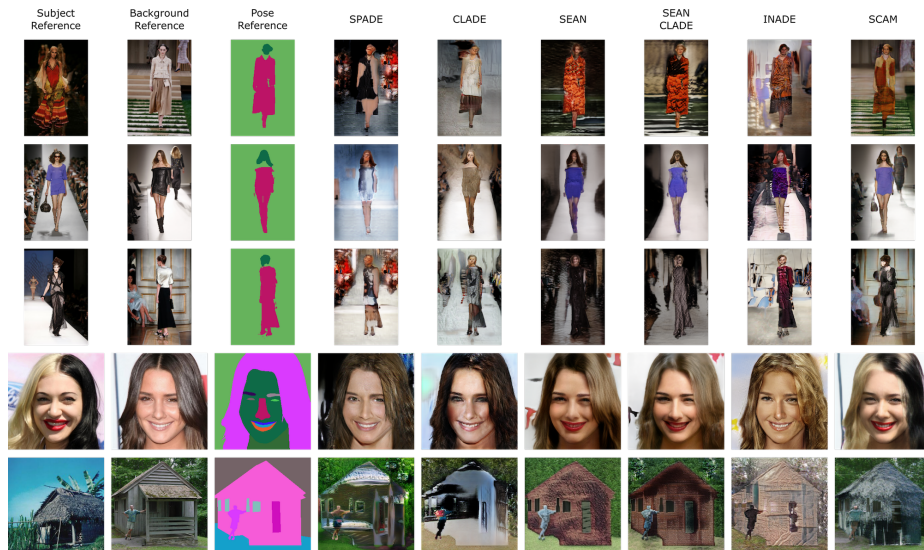 Subject
Reference
Background
Reference
Pose
Reference
SPADE
CLADE
SEAN
SEAN
CLADE
INADE
SCAM